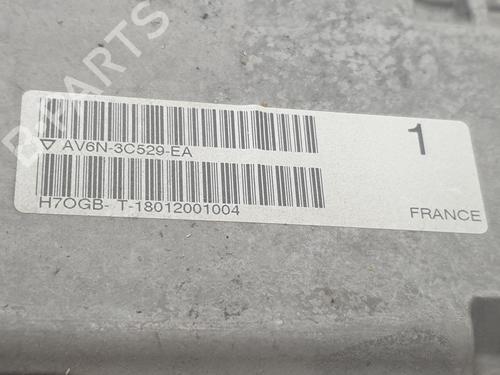 B-PARTS
▽ AV6N-3C529-EA
1
H7OGB- T-18012001004
FRANCE